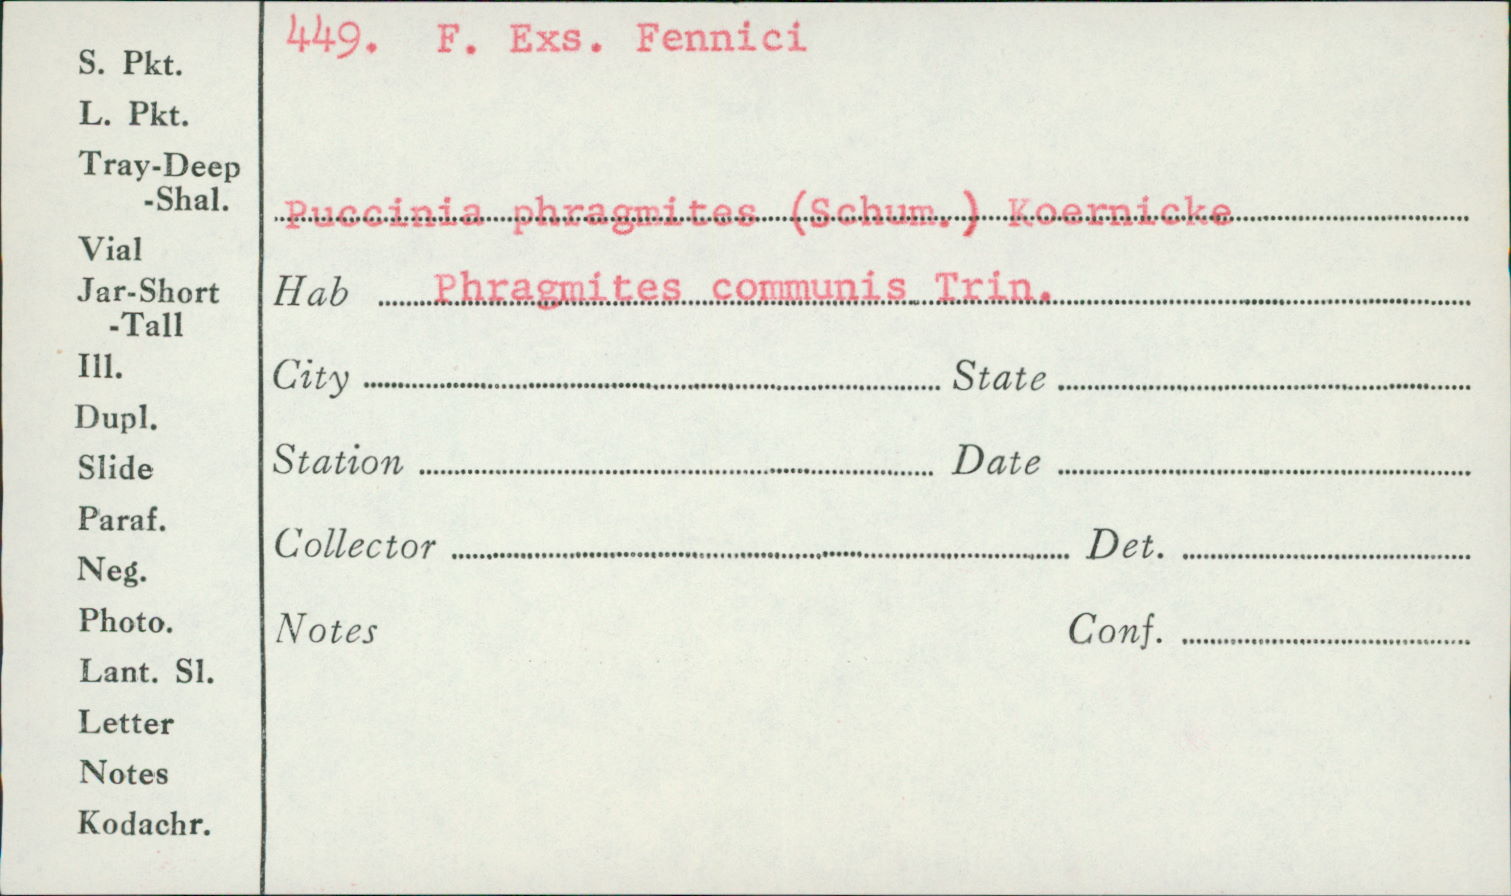 449. F. Exs. Fennici
S. Pkt.
L. Pkt.
Tray-Deep
-Shal.
Vial
Jar-Short
-Tall
Ill.
Dupl.
Slide
Paraf.
Neg.
Photo.
Lant. Sl.
Letter
Notes
Kodachr.
Puccinia phragmites (Schum.) Koernicke
Hab Phragmites communis Trin.
City State
Station Date
Collector Det.
Notes Conf.